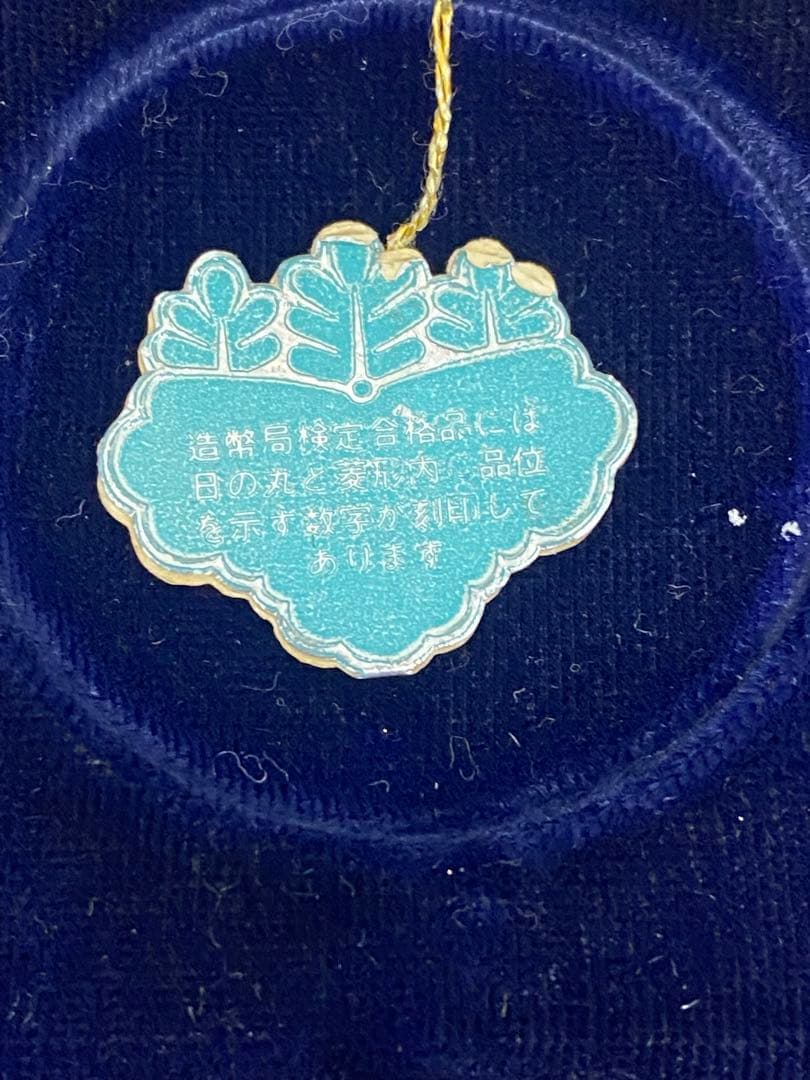 造幣局検定合格品には
日の丸と菱形内 品位
を示す数字が刻印して
あります